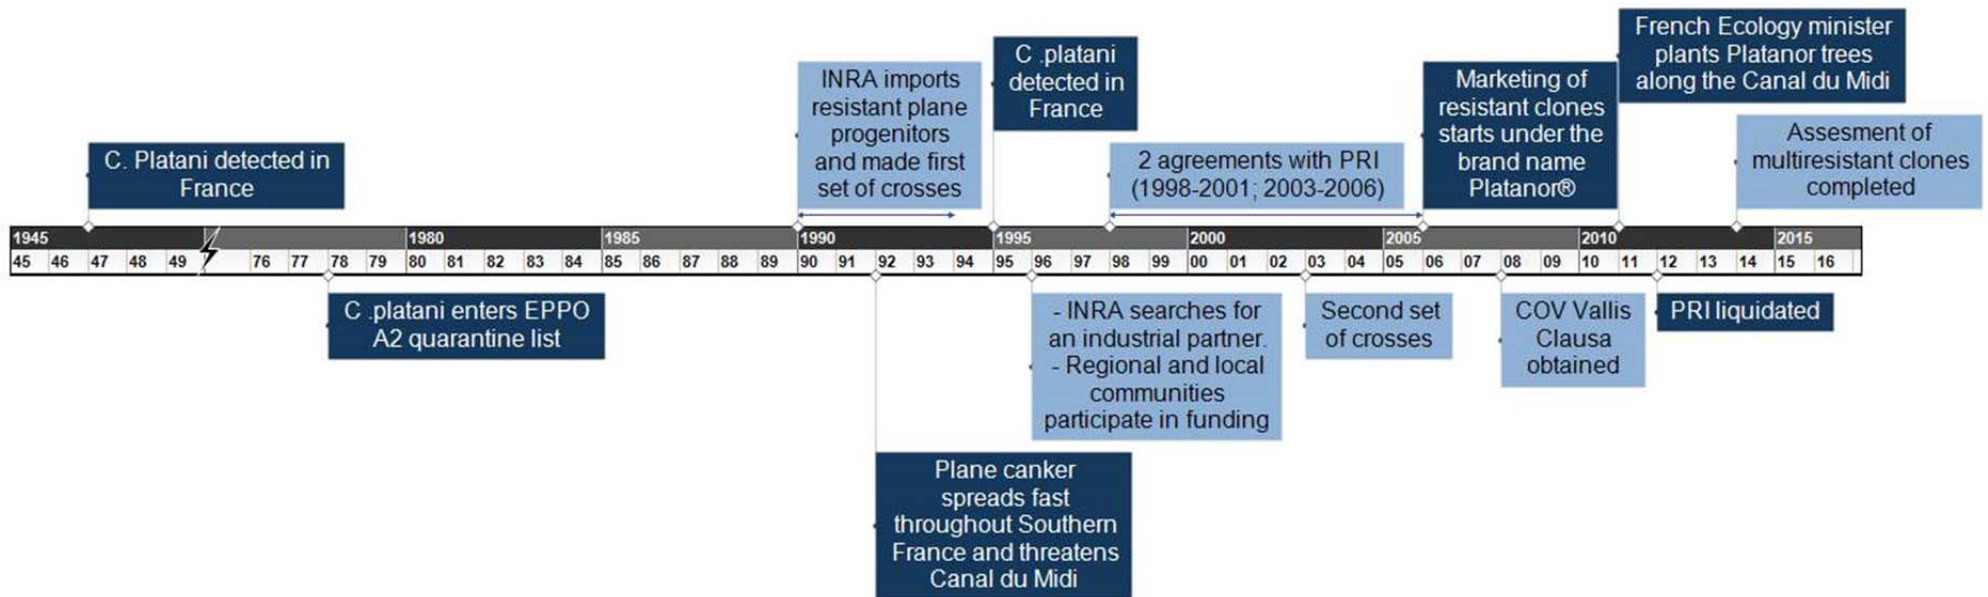 French Ecology minister
plants Platanor trees
along the Canal du Midi
C .platani
detected in
France
INRA imports
resistant plane
progenitors
and made first
set of crosses
Marketing of
resistant clones
starts under the
brand name
Platanor®
Assesment of
multiresistant clones
completed
C. Platani detected in
France
2 agreements with PRI
(1998-2001; 2003-2006)
1945 1980 1985 1990 1995 2000 2005 2010 2015
45 46 47 48 49 76 77 78 79 80 81 82 83 84 85 86 87 88 89 90 91 92 93 94 95 96 97 98 99 00 01 02 03 04 05 06 07 08 09 10 11 12 13 14 15 16
C .platani enters EPPO
A2 quarantine list
- INRA searches for
an industrial partner.
- Regional and local
communities
participate in funding
Second set
of crosses
COV Vallis
Clausa
obtained
PRI liquidated
Plane canker
spreads fast
throughout Southern
France and threatens
Canal du Midi